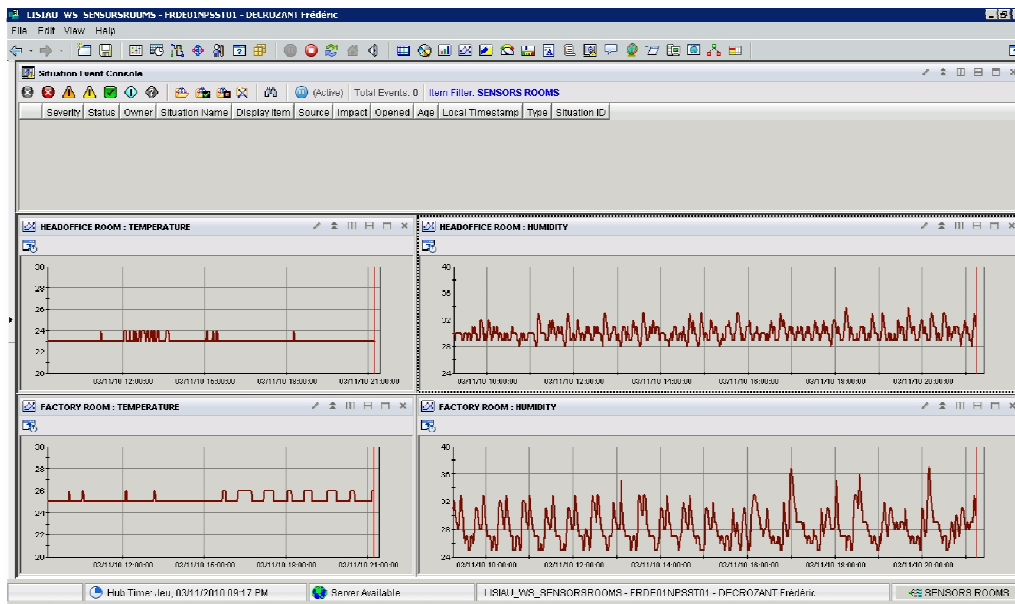 LISIAU_WS_SENSORSROOMS - FRDE01NPSST01 - DECROZANT Frédéric
File Edit View Help
Situation Event Console
(Active) Total Events: 0 Item Filter: SENSORS ROOMS
Severity Status Owner Situation Name Display Item Source Impact Opened Age Local Timestamp Type Situation ID
HEADOFFICE ROOM : TEMPERATURE
30
28
26
24
22
20
03/11/10 12:00:00 03/11/10 15:00:00 03/11/10 18:00:00 03/11/10 21:00:00
HEADOFFICE ROOM : HUMIDITY
40
36
32
28
24
03/11/10 10:00:00 03/11/10 12:00:00 03/11/10 14:00:00 03/11/10 16:00:00 03/11/10 18:00:00 03/11/10 20:00:00
FACTORY ROOM : TEMPERATURE
30
28
26
24
22
20
03/11/10 12:00:00 03/11/10 15:00:00 03/11/10 18:00:00 03/11/10 21:00:00
FACTORY ROOM : HUMIDITY
40
36
32
28
24
03/11/10 10:00:00 03/11/10 12:00:00 03/11/10 14:00:00 03/11/10 16:00:00 03/11/10 18:00:00 03/11/10 20:00:00
Hub Time: Jeu, 03/11/2010 09:17 PM Server Available LISIAU_WS_SENSORSROOMS - FRDE01NPSST01 - DECROZANT Frédéric SENSORS ROOMS